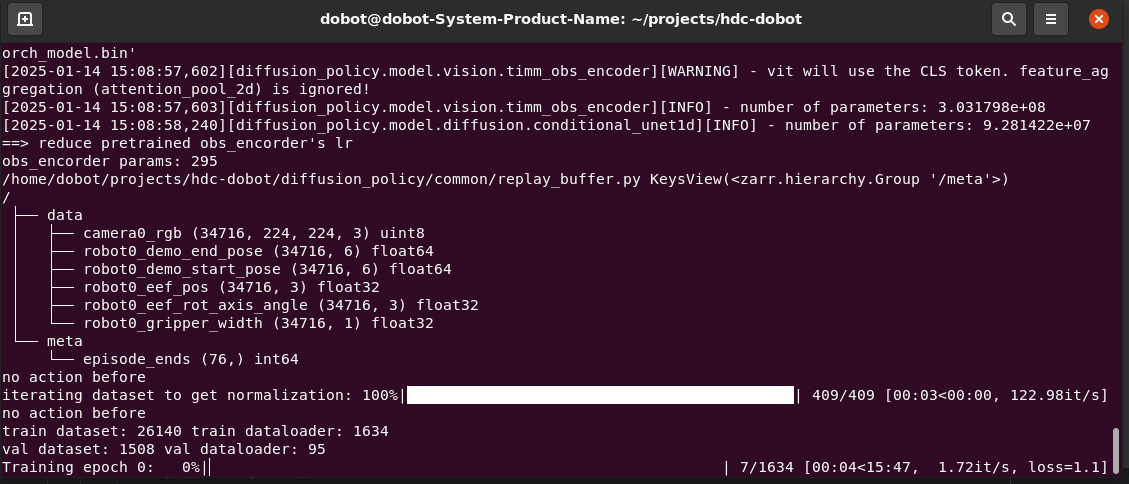 dobot@dobot-System-Product-Name: ~/projects/hdc-dobot
orch_model.bin'
[2025-01-14 15:08:57,602][diffusion_policy.model.vision.timm_obs_encoder][WARNING] - vit will use the CLS token. feature_ag
gregation (attention_pool_2d) is ignored!
[2025-01-14 15:08:57,603][diffusion_policy.model.vision.timm_obs_encoder][INFO] - number of parameters: 3.031798e+08
[2025-01-14 15:08:58,240][diffusion_policy.model.diffusion.conditional_unet1d][INFO] - number of parameters: 9.281422e+07
==> reduce pretrained obs_encorder's lr
obs_encorder params: 295
/home/dobot/projects/hdc-dobot/diffusion_policy/common/replay_buffer.py KeysView(<zarr.hierarchy.Group '/meta'>)
/
├── data
│   ├── camera0_rgb (34716, 224, 224, 3) uint8
│   ├── robot0_demo_end_pose (34716, 6) float64
│   ├── robot0_demo_start_pose (34716, 6) float64
│   ├── robot0_eef_pos (34716, 3) float32
│   ├── robot0_eef_rot_axis_angle (34716, 3) float32
│   └── robot0_gripper_width (34716, 1) float32
└── meta
    └── episode_ends (76,) int64
no action before
iterating dataset to get normalization: 100%|██████████| 409/409 [00:03<00:00, 122.98it/s]
no action before
train dataset: 26140 train dataloader: 1634
val dataset: 1508 val dataloader: 95
Training epoch 0:   0%|          | 7/1634 [00:04<15:47,  1.72it/s, loss=1.1]